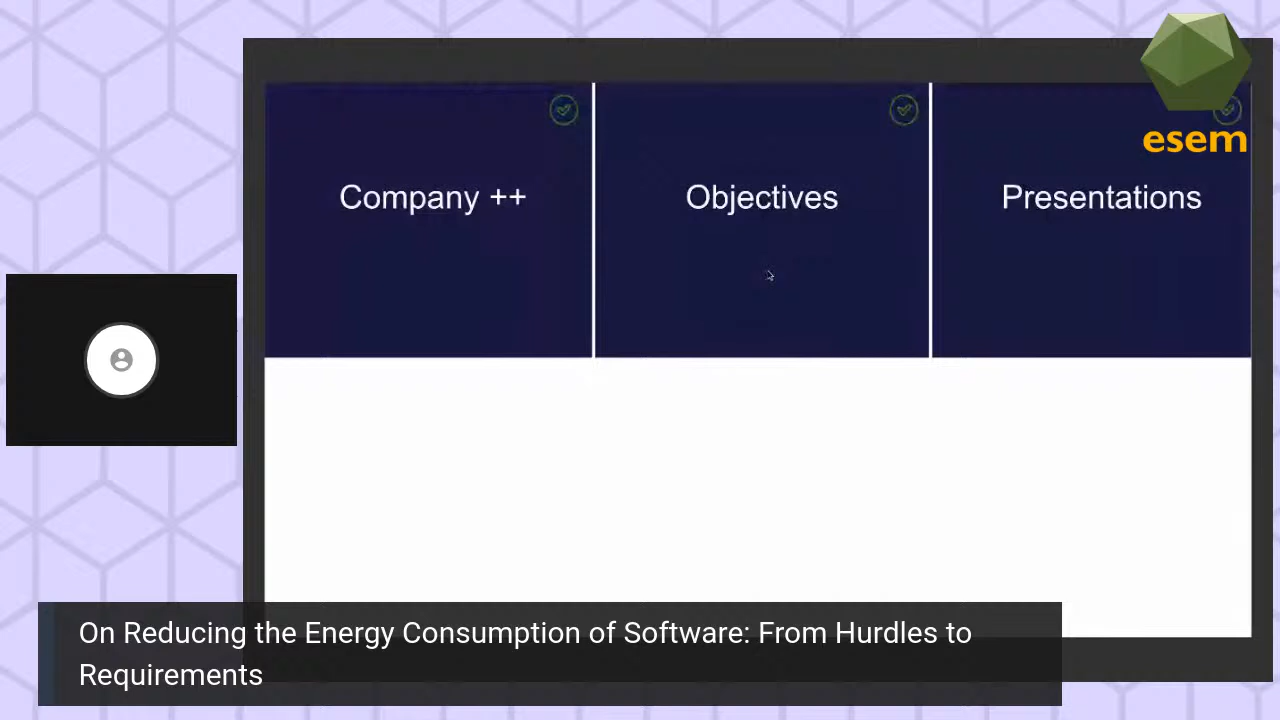 esem
Company ++
Objectives
Presentations
On Reducing the Energy Consumption of Software: From Hurdles to
Requirements